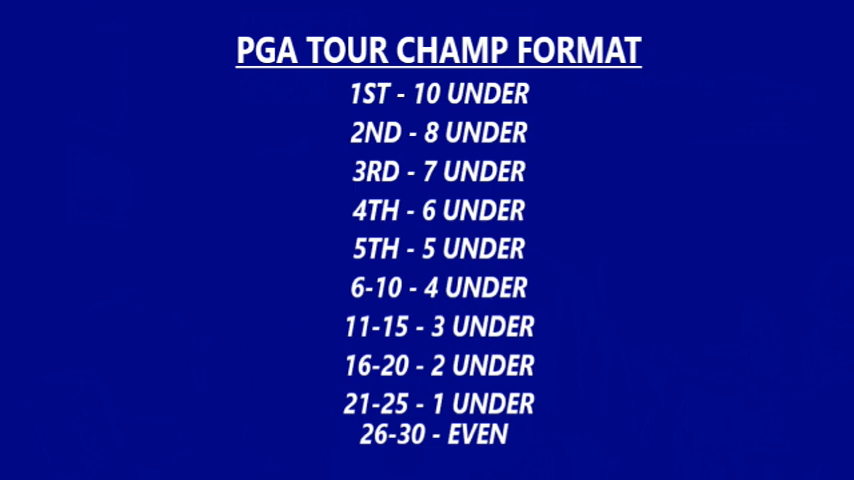 PGA TOUR CHAMP FORMAT
1ST - 10 UNDER
2ND - 8 UNDER
3RD - 7 UNDER
4TH - 6 UNDER
5TH - 5 UNDER
6-10 - 4 UNDER
11-15 - 3 UNDER
16-20 - 2 UNDER
21-25 - 1 UNDER
26-30 - EVEN